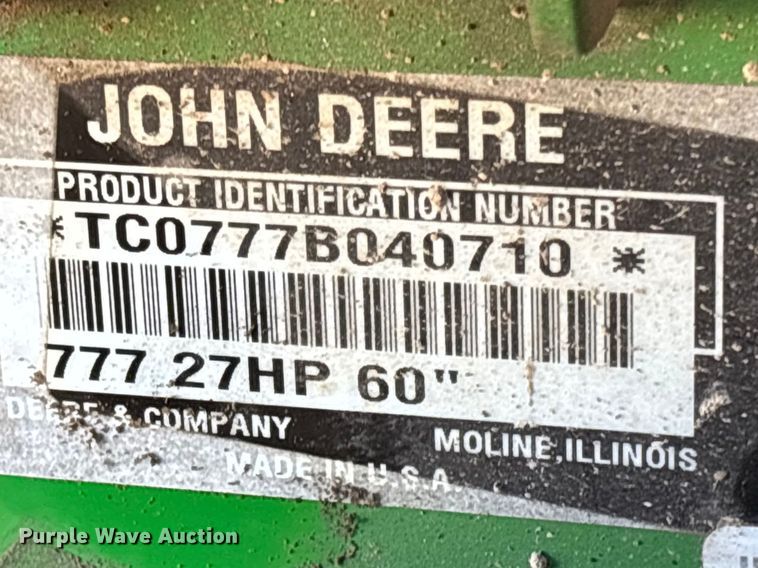 JOHN DEERE
PRODUCT IDENTIFICATION NUMBER
*TC0777B040710 *
777 27HP 60"
DEERE & COMPANY
MOLINE, ILLINOIS
MADE IN U.S.A.
Purple Wave Auction